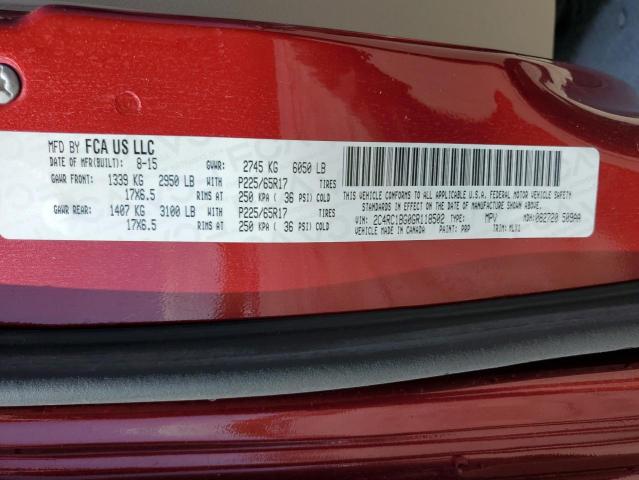 MFD BY FCA US LLC
DATE OF MFR(BUILT): 8-15 GVWR: 2745 KG 6050 LB
GAWR FRONT: 1339 KG 2950 LB WITH P225/65R17 TIRES
17X6.5 RIMS AT 250 KPA ( 36 PSI) COLD
GAWR REAR: 1407 KG 3100 LB WITH P225/65R17 TIRES
17X6.5 RIMS AT 250 KPA ( 36 PSI) COLD
THIS VEHICLE CONFORMS TO ALL APPLICABLE U.S.A. FEDERAL MOTOR VEHICLE SAFETY
STANDARDS IN EFFECT ON THE DATE OF MANUFACTURE SHOWN ABOVE.
VIN: 2C4RC1BG0GR118502 TYPE: MPV MDH:082720 509AA
VEHICLE MADE IN CANADA PAINT: PRP TRIM: MLX1